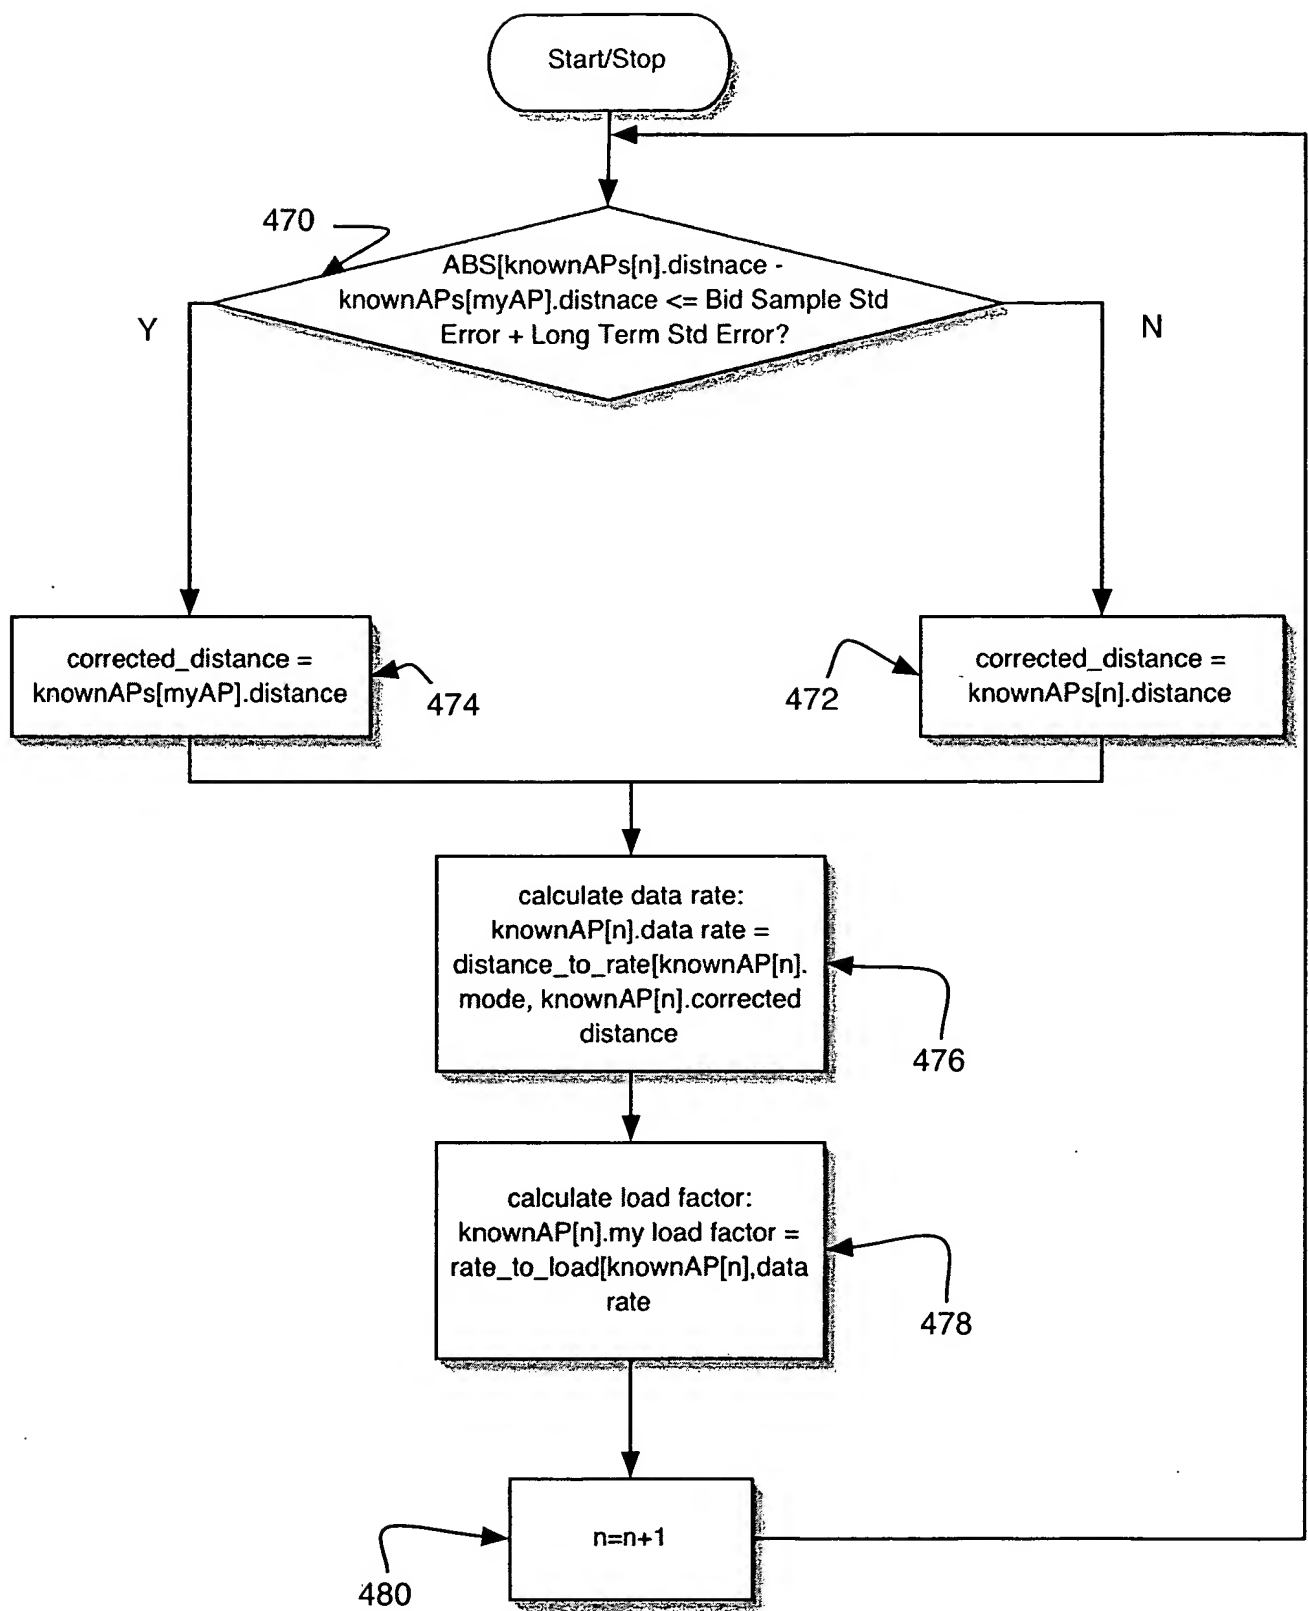 Start/Stop
470
ABS[knownAPs[n].distnace -
knownAPs[myAP].distnace <= Bid Sample Std
Error + Long Term Std Error?
Y
N
corrected_distance =
knownAPs[myAP].distance
474
472
corrected_distance =
knownAPs[n].distance
calculate data rate:
knownAP[n].data rate =
distance_to_rate[knownAP[n].
mode, knownAP[n].corrected
distance
476
calculate load factor:
knownAP[n].my load factor =
rate_to_load[knownAP[n],data
rate
478
n=n+1
480